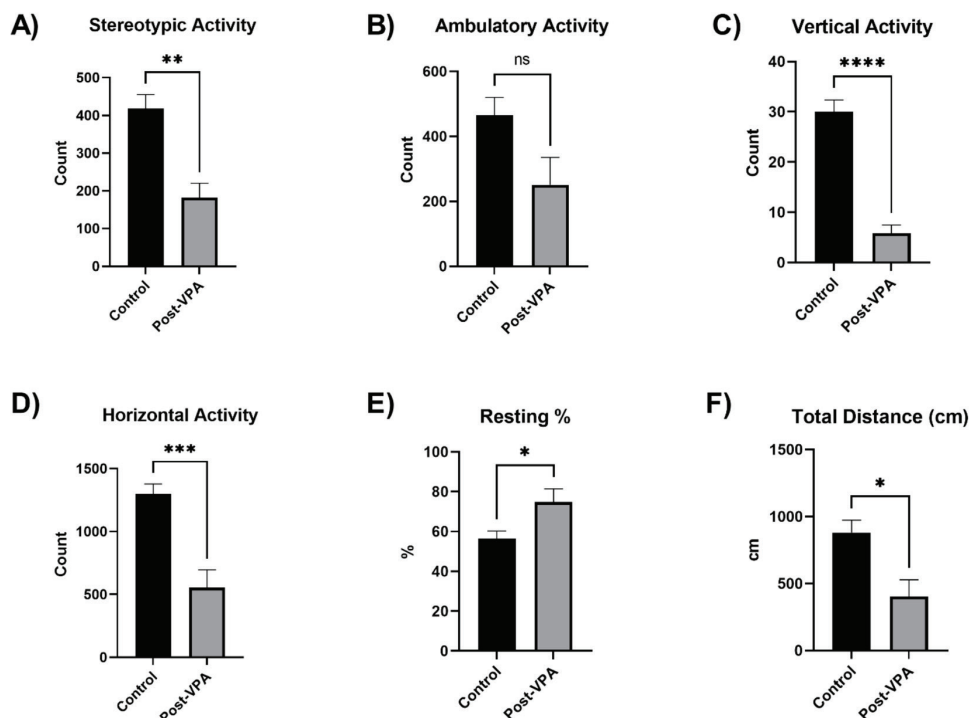 A)
Stereotypic Activity
**
500
400
300
200
100
0
Count
Control
Post-VPA
B)
Ambulatory Activity
ns
600
400
200
0
Count
Control
Post-VPA
C)
Vertical Activity
****
40
30
20
10
0
Count
Control
Post-VPA
D)
Horizontal Activity
***
1500
1000
500
0
Count
Control
Post-VPA
E)
Resting %
*
100
80
60
40
20
0
%
Control
Post-VPA
F)
Total Distance (cm)
*
1500
1000
500
0
cm
Control
Post-VPA